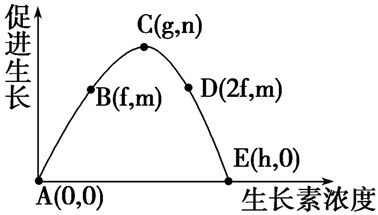 促进生长
C(g,n)
B(f,m)
D(2f,m)
E(h,0)
A(0,0)
生长素浓度